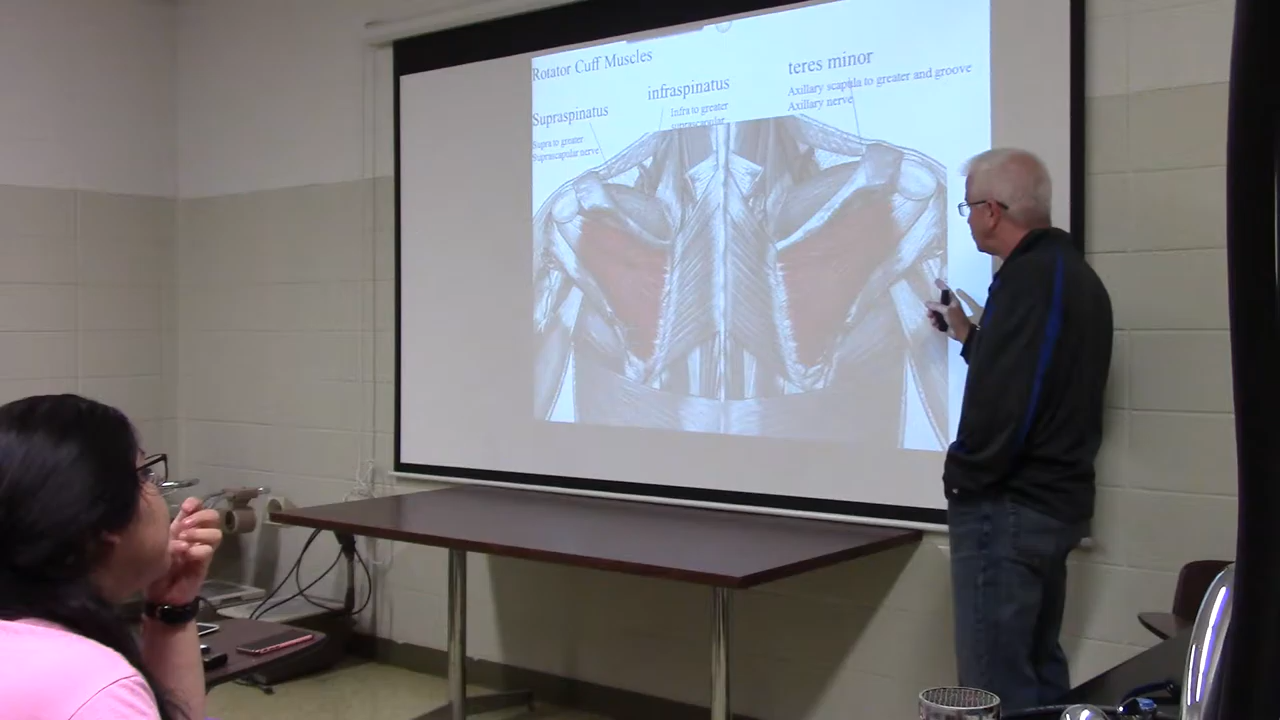 Rotator Cuff Muscles
Supraspinatus
Supra to greater
Suprascapular nerve
infraspinatus
Infra to greater
suprascapular
teres minor
Axillary scapula to greater and groove
Axillary nerve